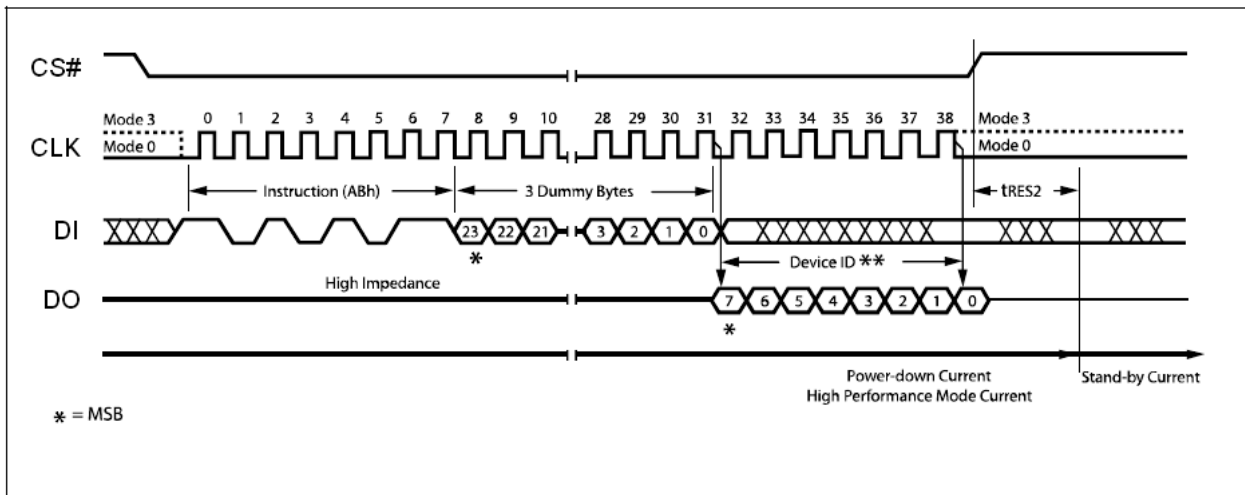 CS#
Mode 3 0 1 2 3 4 5 6 7 8 9 10 28 29 30 31 32 33 34 35 36 37 38 Mode 3
CLK Mode 0 Mode 0
Instruction (ABh) 3 Dummy Bytes tRES2
DI 23 22 21 3 2 1 0
* Device ID **
High Impedance
DO 7 6 5 4 3 2 1 0
*
Power-down Current Stand-by Current
High Performance Mode Current
* = MSB